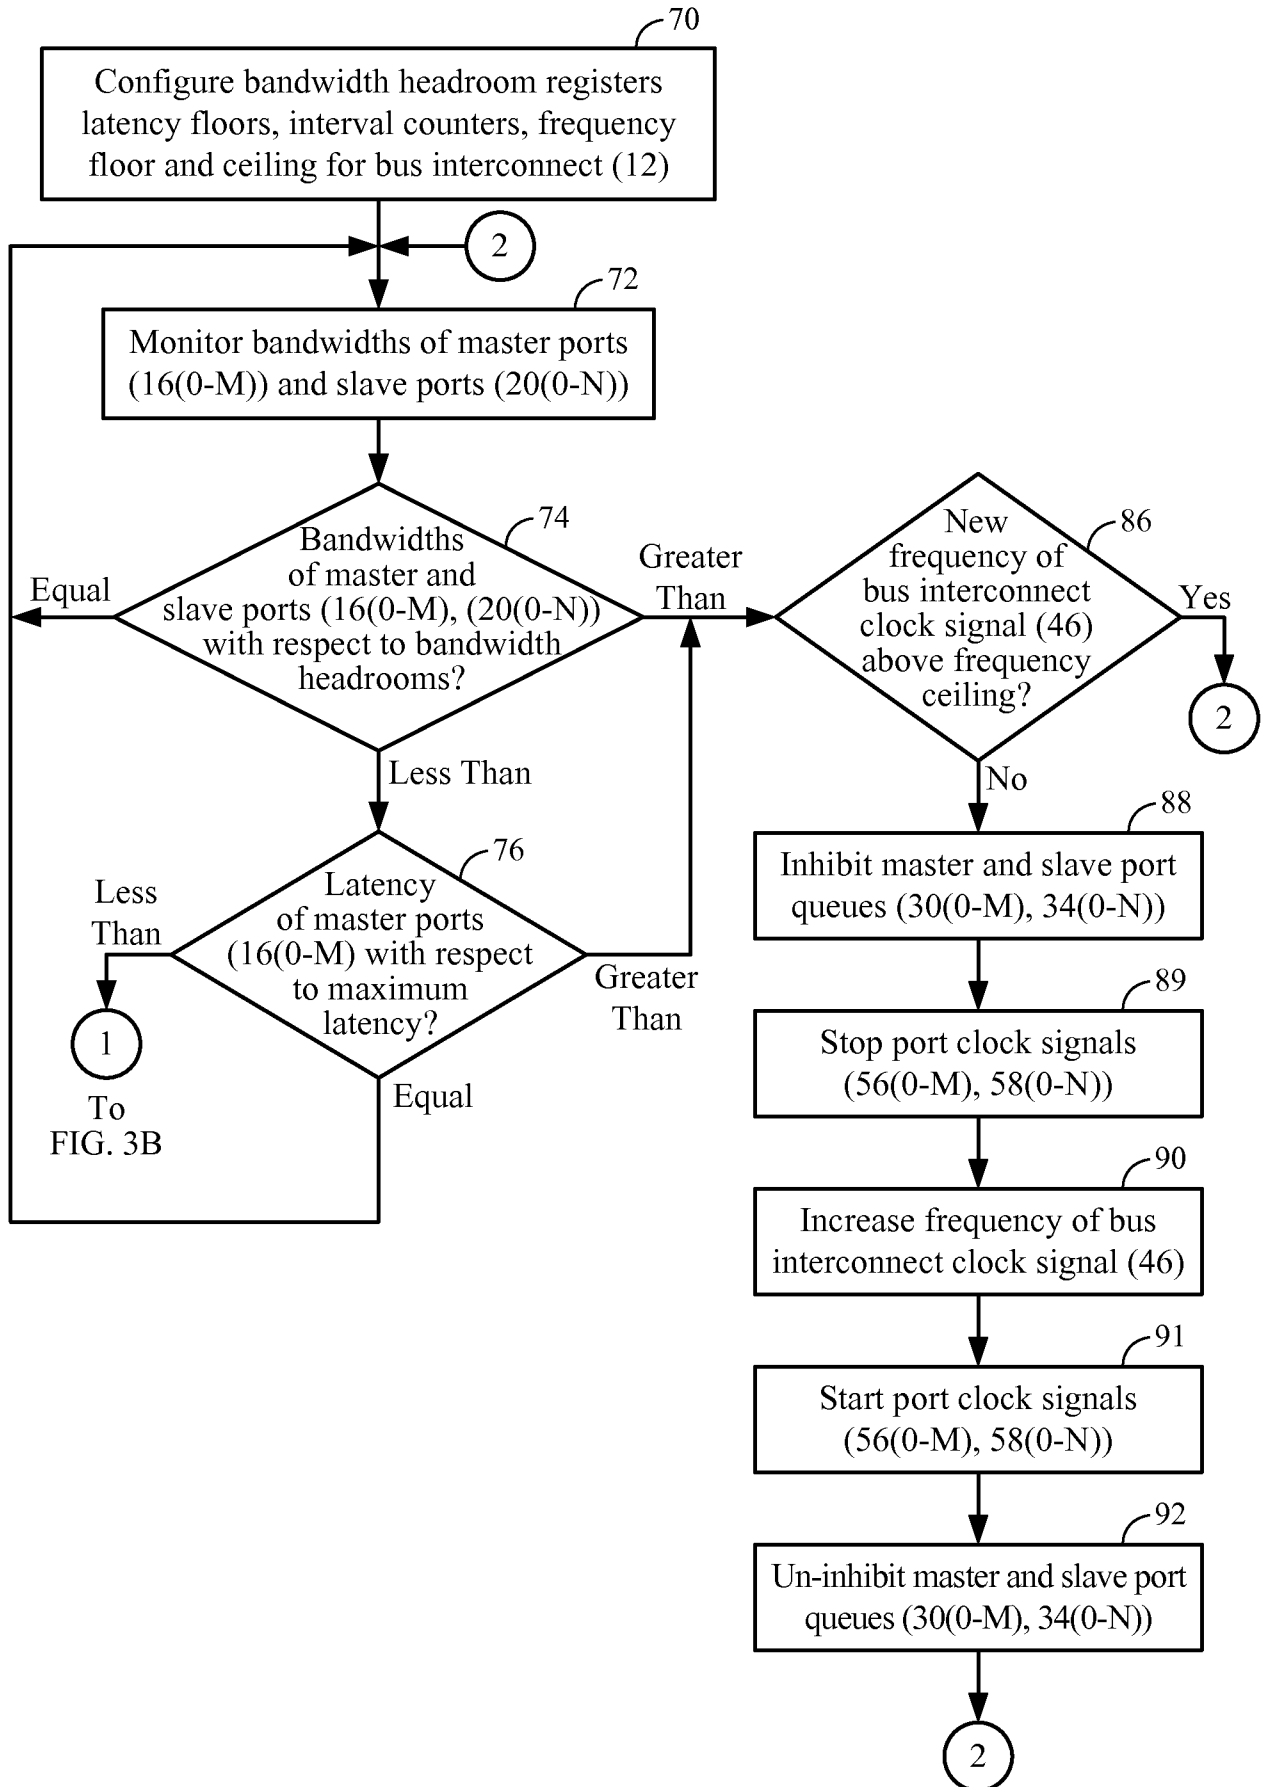 70
Configure bandwidth headroom registers
latency floors, interval counters, frequency
floor and ceiling for bus interconnect (12)
2
72
Monitor bandwidths of master ports
(16(0-M)) and slave ports (20(0-N))
74
Bandwidths
of master and
slave ports (16(0-M), (20(0-N))
with respect to bandwidth
headrooms?
Equal
Greater
Than
Less Than
76
Latency
of master ports
(16(0-M) with respect
to maximum
latency?
Less
Than
1
To
FIG. 3B
Greater
Than
Equal
86
New
frequency of
bus interconnect
clock signal (46)
above frequency
ceiling?
Yes
2
No
88
Inhibit master and slave port
queues (30(0-M), 34(0-N))
89
Stop port clock signals
(56(0-M), 58(0-N))
90
Increase frequency of bus
interconnect clock signal (46)
91
Start port clock signals
(56(0-M), 58(0-N))
92
Un-inhibit master and slave port
queues (30(0-M), 34(0-N))
2